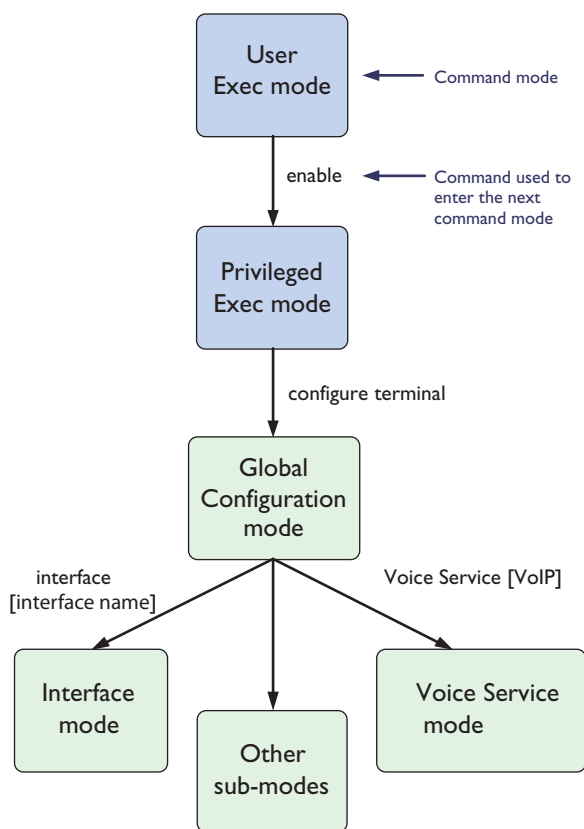 User
Exec mode
Command mode
enable
Command used to
enter the next
command mode
Privileged
Exec mode
configure terminal
Global
Configuration
mode
interface
[interface name]
Voice Service [VoIP]
Interface
mode
Other
sub-modes
Voice Service
mode